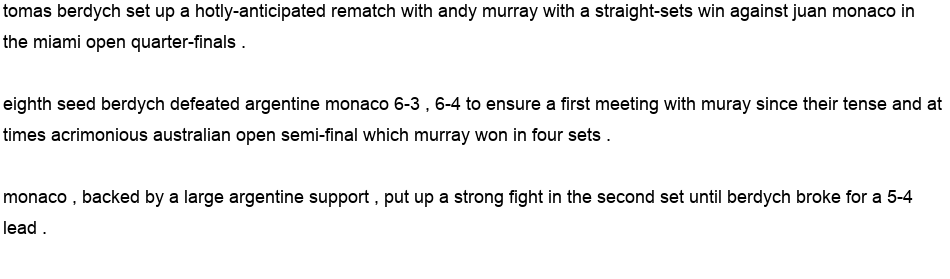 tomas berdych set up a hotly-anticipated rematch with andy murray with a straight-sets win against juan monaco in
the miami open quarter-finals .
eighth seed berdych defeated argentine monaco 6-3 , 6-4 to ensure a first meeting with muray since their tense and at
times acrimonious australian open semi-final which murray won in four sets .
monaco , backed by a large argentine support , put up a strong fight in the second set until berdych broke for a 5-4
lead .